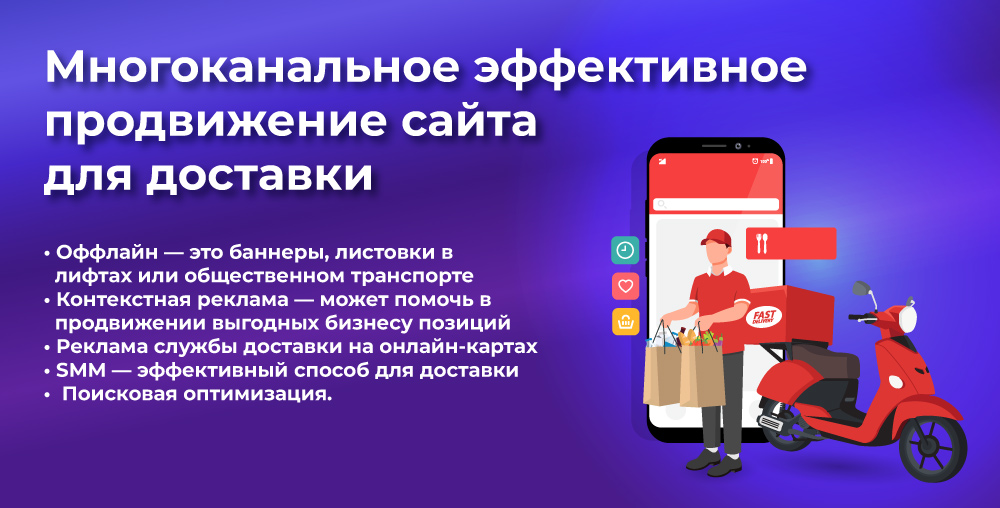 Многоканальное эффективное
продвижение сайта
для доставки
• Оффлайн — это баннеры, листовки в
лифтах или общественном транспорте
• Контекстная реклама — может помочь в
продвижении выгодных бизнесу позиций
• Реклама службы доставки на онлайн-картах
• SMM — эффективный способ для доставки
• Поисковая оптимизация.
100%
FAST
DELIVERY